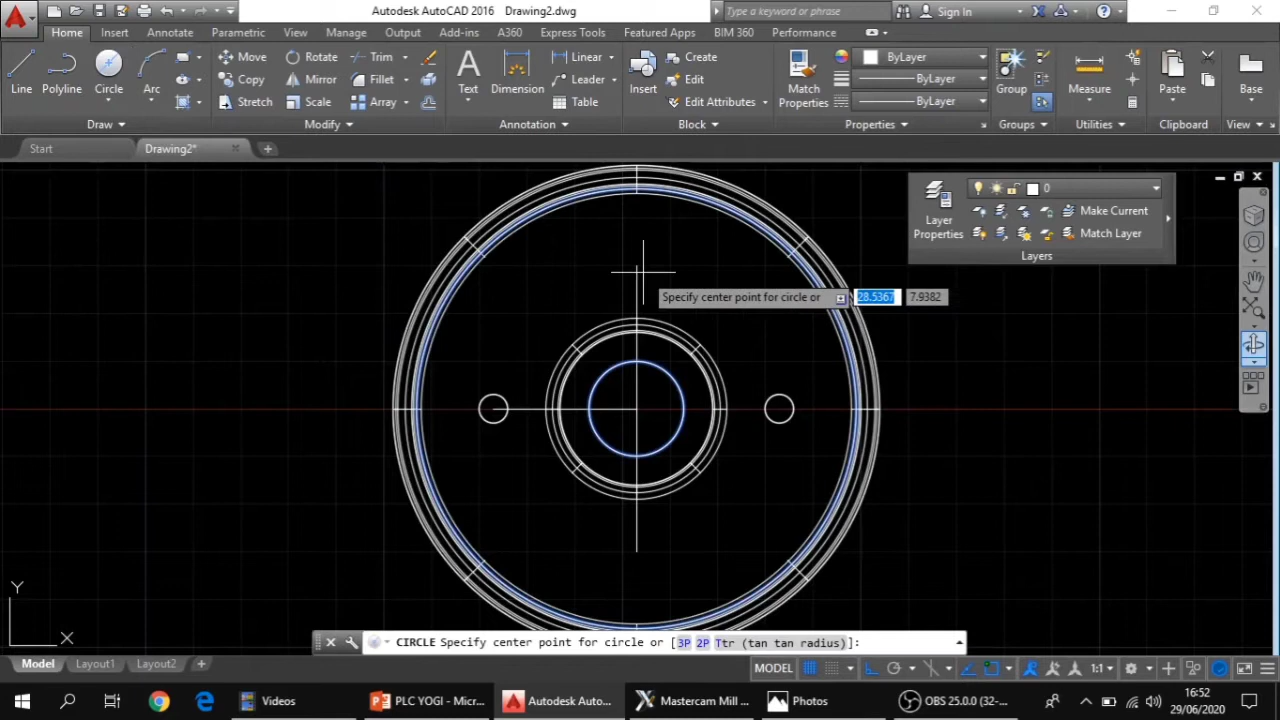 Autodesk AutoCAD 2016 Drawing2.dwg
Type a keyword or phrase
Sign In
Home Insert Annotate Parametric View Manage Output Add-ins A360 Express Tools Featured Apps BIM 360 Performance
Line
Polyline
Circle
Arc
Draw
Move
Copy
Stretch
Rotate
Mirror
Scale
Trim
Fillet
Array
Modify
Text
Dimension
Linear
Leader
Table
Annotation
Insert
Create
Edit
Edit Attributes
Block
Match
Properties
ByLayer
ByLayer
ByLayer
Properties
Group
Groups
Measure
Utilities
Paste
Clipboard
Base
View
Start
Drawing2*
Layer
Properties
0
Make Current
Match Layer
Layers
Specify center point for circle or 28.5367 7.9382
Y
X
CIRCLE Specify center point for circle or [3P 2P Ttr (tan tan radius)]:
Model Layout1 Layout2
MODEL
1:1
Videos
PLC YOGI - Micr...
Autodesk Auto...
Mastercam Mill ...
Photos
OBS 25.0.0 (32-...
16:52
29/06/2020